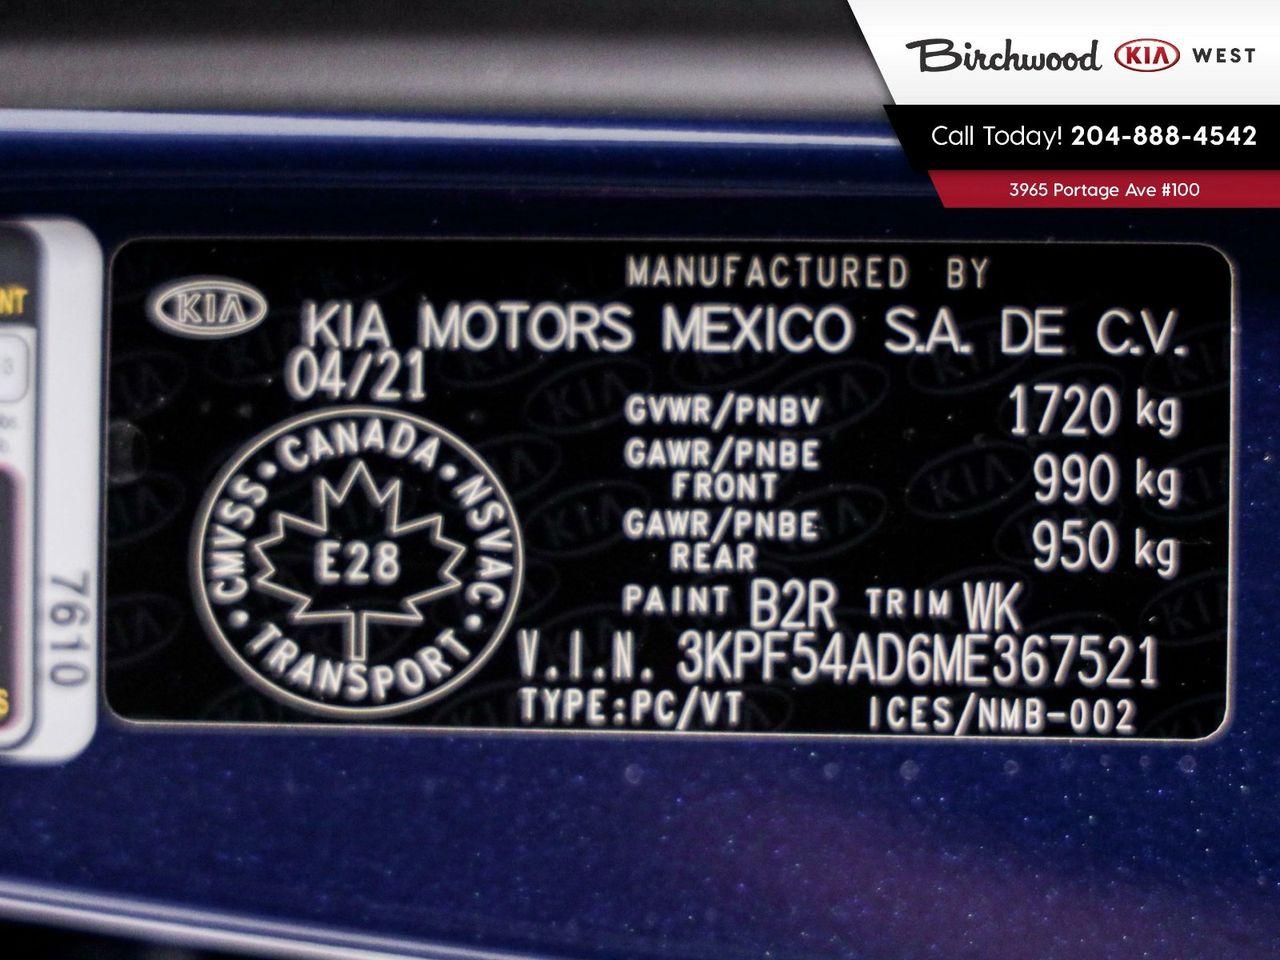 Birchwood KIA WEST
Call Today! 204-888-4542
3965 Portage Ave #100
MANUFACTURED BY
KIA
KIA MOTORS MEXICO S.A. DE C.V.
04/21
GVWR/PNBV 1720 kg
GAWR/PNBE FRONT 990 kg
GAWR/PNBE REAR 950 kg
CANADA • NSVAC • TRANSPORT • CMVSS •
E28
PAINT B2R TRIM WK
V.I.N. 3KPF54AD6ME367521
TYPE:PC/VT ICES/NMB-002
NT
7610
S